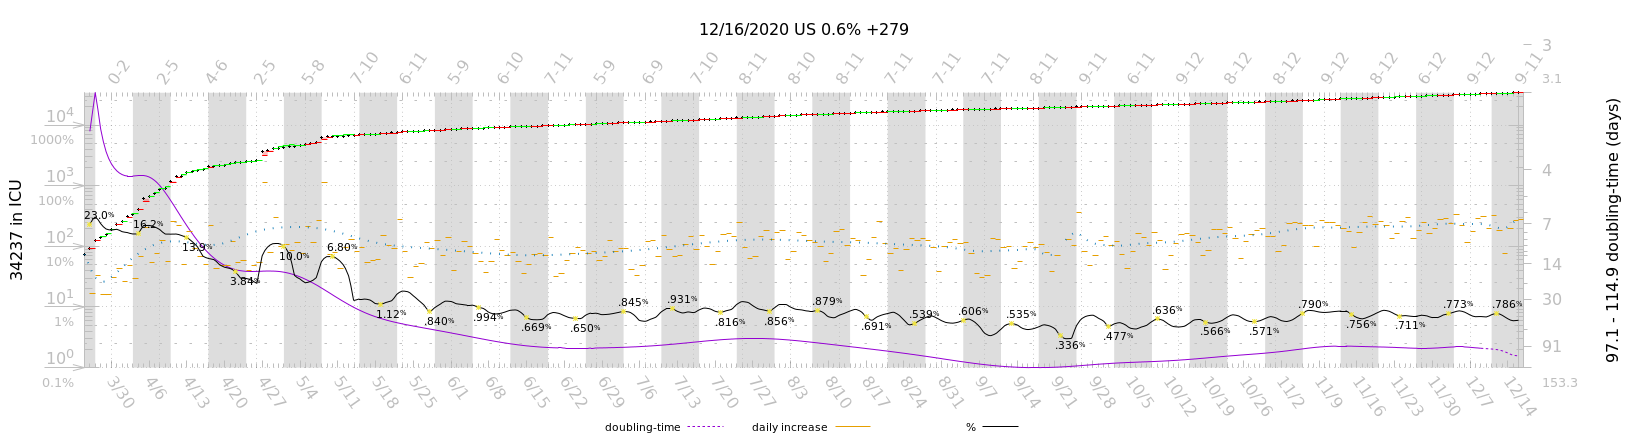 12/16/2020 US 0.6% +279
0-2 2-5 4-6 2-5 5-8 7-10 6-11 5-9 6-10 7-11 5-9 6-9 7-10 8-11 8-10 8-11 7-11 7-11 7-11 8-11 9-11 6-11 9-12 8-12 8-12 9-12 8-12 6-12 9-12 9-11
34237 in ICU
10^4
1000%
10^3
100%
10^2
10%
10^1
1%
10^0
0.1%
23.0% 16.2% 13.9% 3.84% 10.0% 6.80% 1.12% .840% .994% .669% .650% .845% .931% .816% .856% .879% .691% .539% .606% .535% .336% .477% .636% .566% .571% .790% .756% .711% .773% .786%
3
3.1
4
7
14
30
91
153.3
97.1 - 114.9 doubling-time (days)
3/30 4/6 4/13 4/20 4/27 5/4 5/11 5/18 5/25 6/1 6/8 6/15 6/22 6/29 7/6 7/13 7/20 7/27 8/3 8/10 8/17 8/24 8/31 9/7 9/14 9/21 9/28 10/5 10/12 10/19 10/26 11/2 11/9 11/16 11/23 11/30 12/7 12/14
doubling-time daily increase %